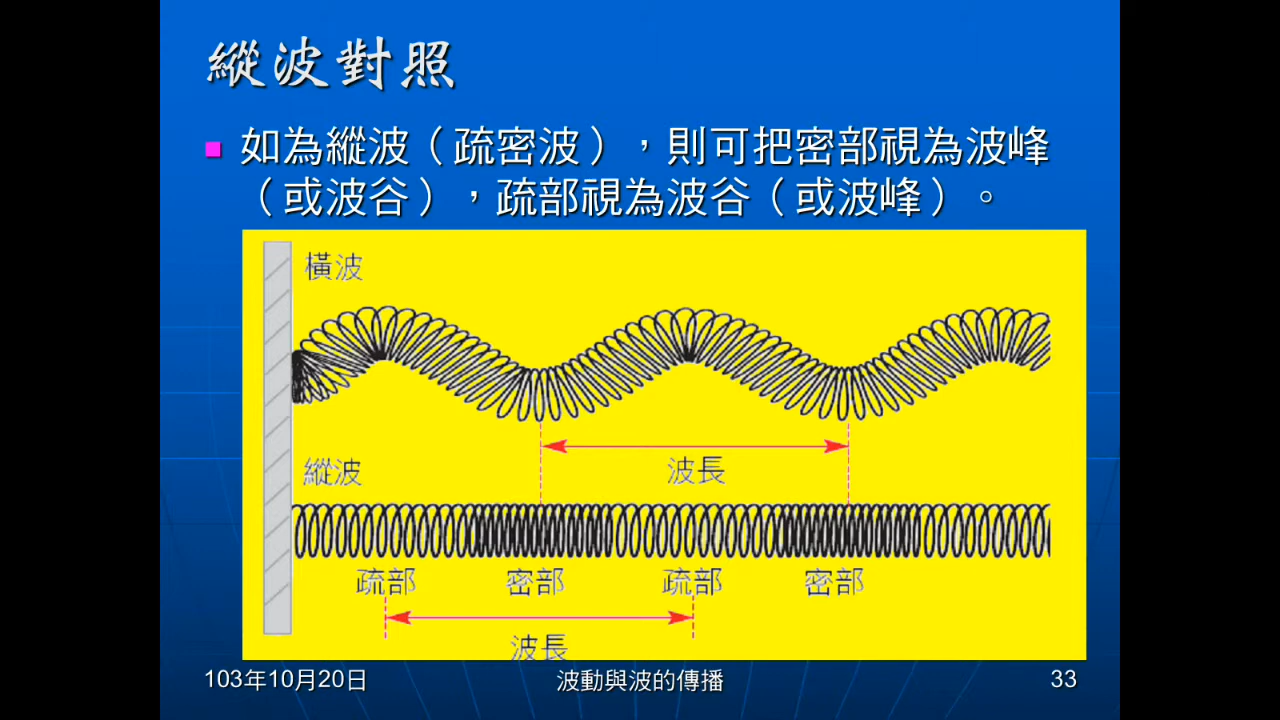 縱波對照
如為縱波（疏密波），則可把密部視為波峰
（或波谷），疏部視為波谷（或波峰）。
橫波
波長
縱波
疏部 密部 疏部 密部
波長
103年10月20日 波動與波的傳播 33